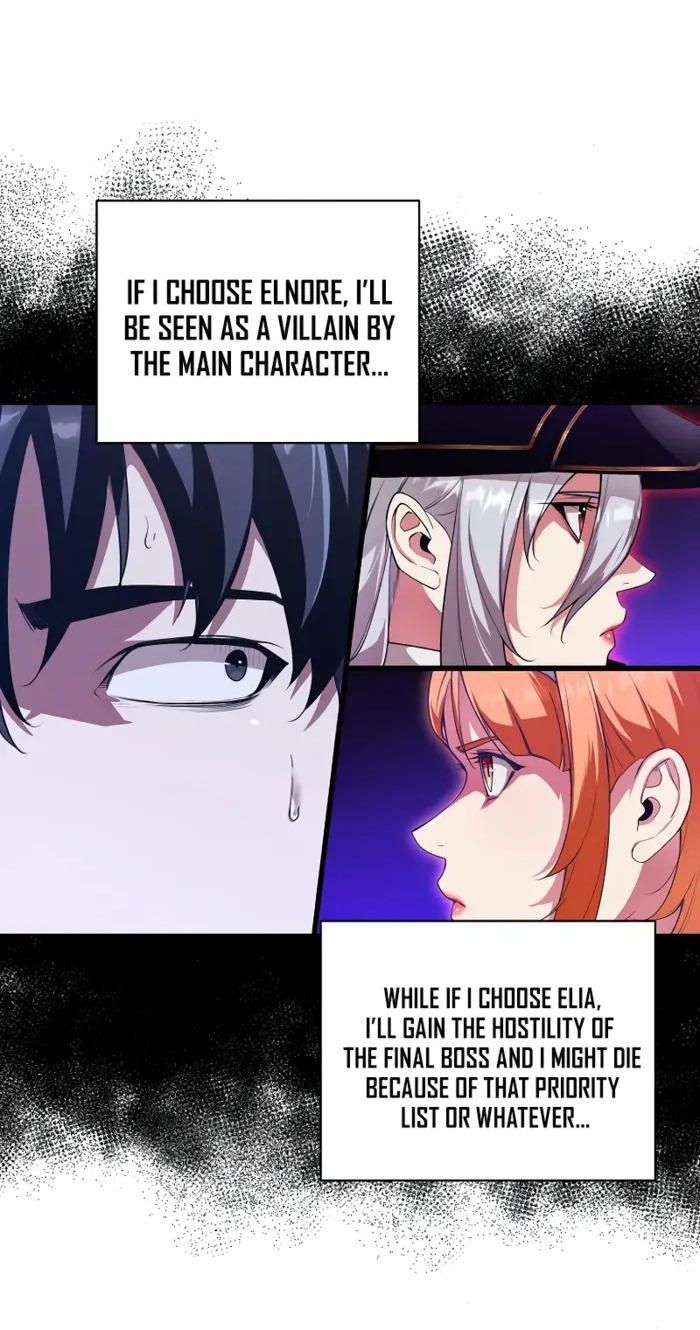 IF I CHOOSE ELNORE, I'LL
BE SEEN AS A VILLAIN BY
THE MAIN CHARACTER...
WHILE IF I CHOOSE ELIA,
I'LL GAIN THE HOSTILITY OF
THE FINAL BOSS AND I MIGHT DIE
BECAUSE OF THAT PRIORITY
LIST OR WHATEVER...